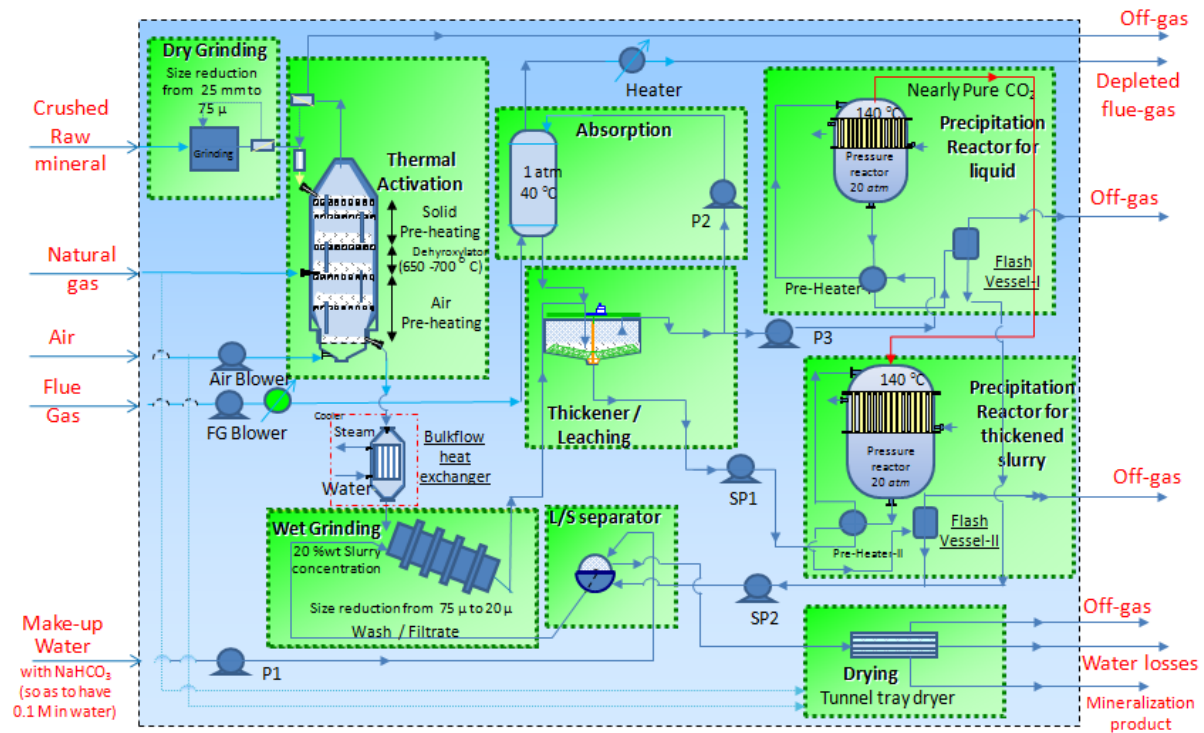 Off-gas
Dry Grinding
Size reduction
from 25 mm to
75 µ
Grinding
Heater
Depleted
flue-gas
Crushed
Raw
mineral
Thermal
Activation
Solid
Pre-heating
Dehyroxylator
(650 -700 ° C)
Air
Pre-heating
Absorption
1 atm
40 °C
P2
Nearly Pure CO₂
140 °C
Pressure
reactor
20 atm
Precipitation
Reactor for
liquid
Off-gas
Flash
Vessel-I
Pre-Heater-I
P3
Natural
gas
Air
Air Blower
Flue
Gas
FG Blower
Thickener /
Leaching
140 °C
Pressure
reactor
20 atm
Precipitation
Reactor for
thickened
slurry
Cooler
Steam
Water
Bulkflow
heat
exchanger
SP1
Off-gas
Flash
Vessel-II
Pre-Heater-II
Wet Grinding
20 %wt Slurry
concentration
Size reduction from 75 µ to 20 µ
Wash / Filtrate
L/S separator
SP2
Make-up
Water
with NaHCO₃
(so as to have
0.1 M in water)
P1
Off-gas
Water losses
Drying
Tunnel tray dryer
Mineralization
product